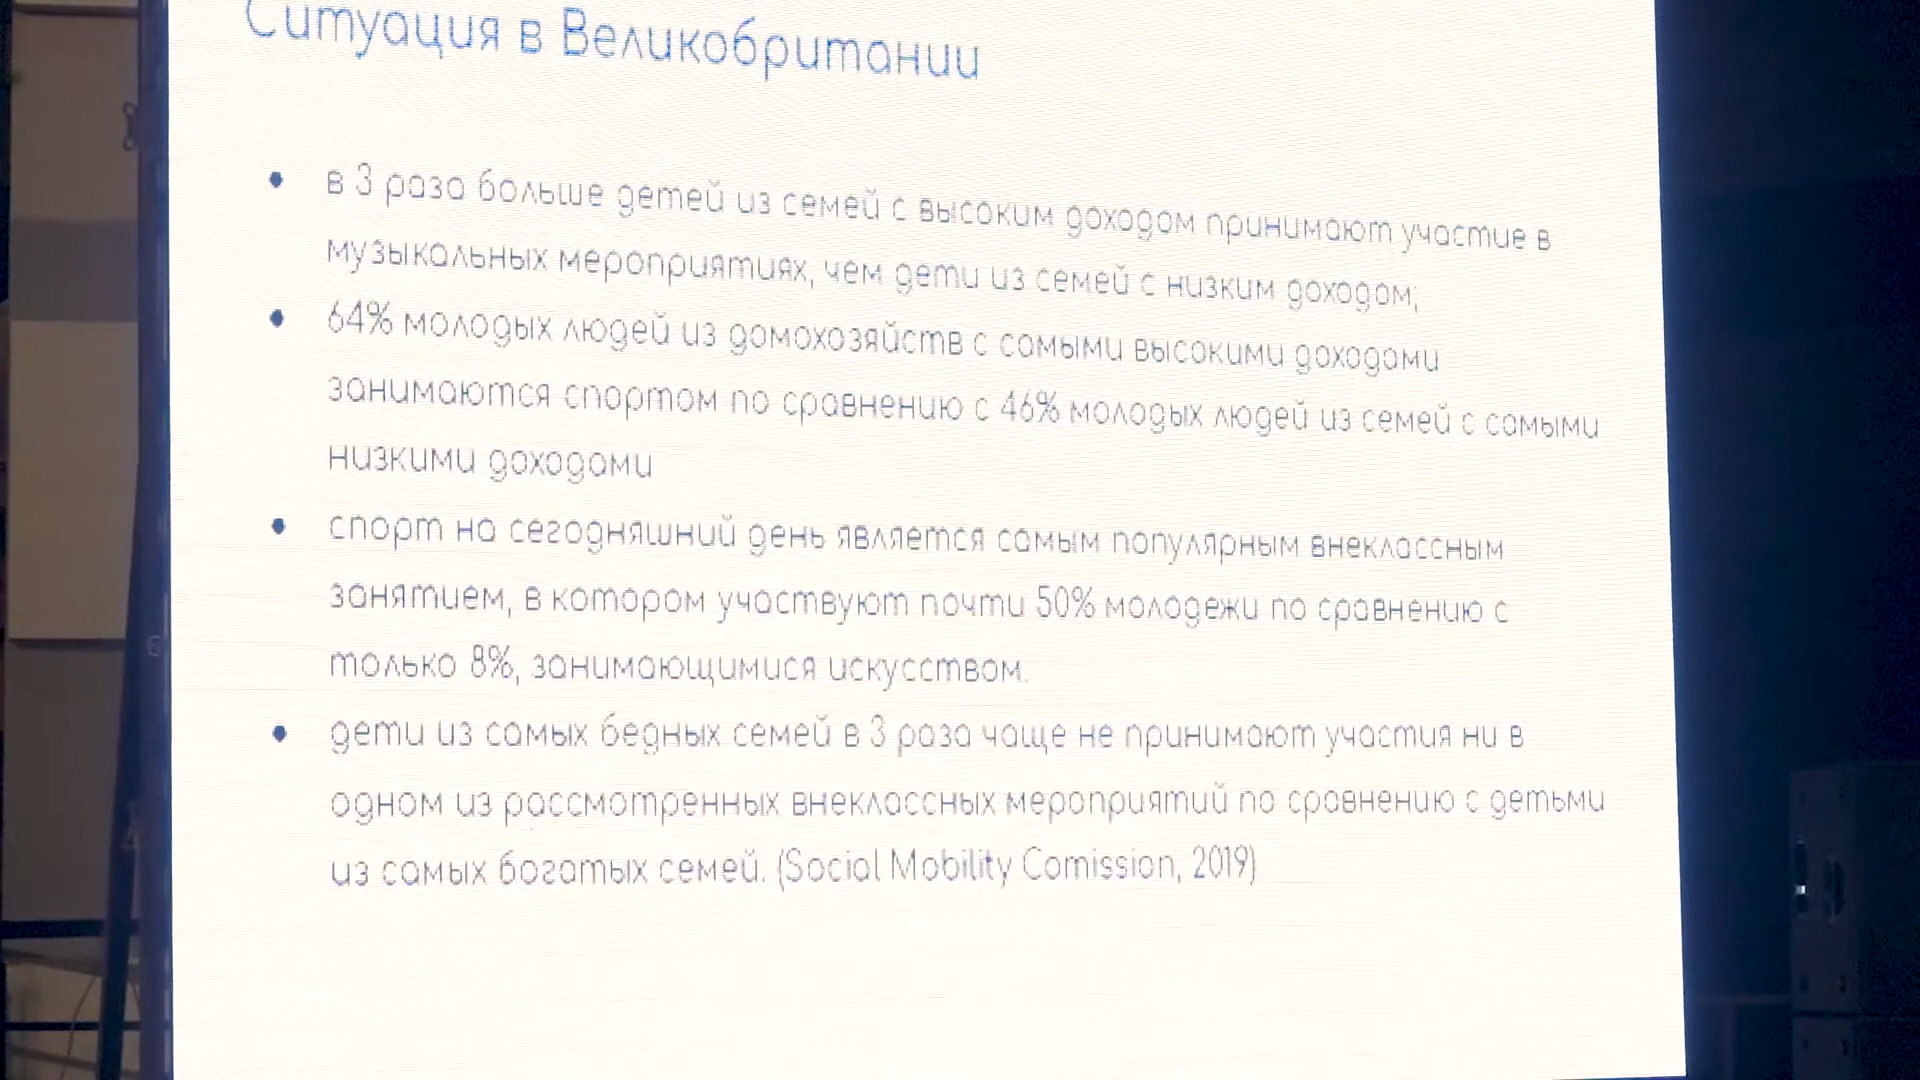 Ситуация в Великобритании
• в 3 раза больше детей из семей с высоким доходом принимают участие в
музыкальных мероприятиях, чем дети из семей с низким доходом;
• 64% молодых людей из домохозяйств с самыми высокими доходами
занимаются спортом по сравнению с 46% молодых людей из семей с самыми
низкими доходами
• спорт на сегодняшний день является самым популярным внеклассным
занятием, в котором участвуют почти 50% молодежи по сравнению с
только 8%, занимающимися искусством.
• дети из самых бедных семей в 3 раза чаще не принимают участия ни в
одном из рассмотренных внеклассных мероприятий по сравнению с детьми
из самых богатых семей. (Social Mobility Comission, 2019)